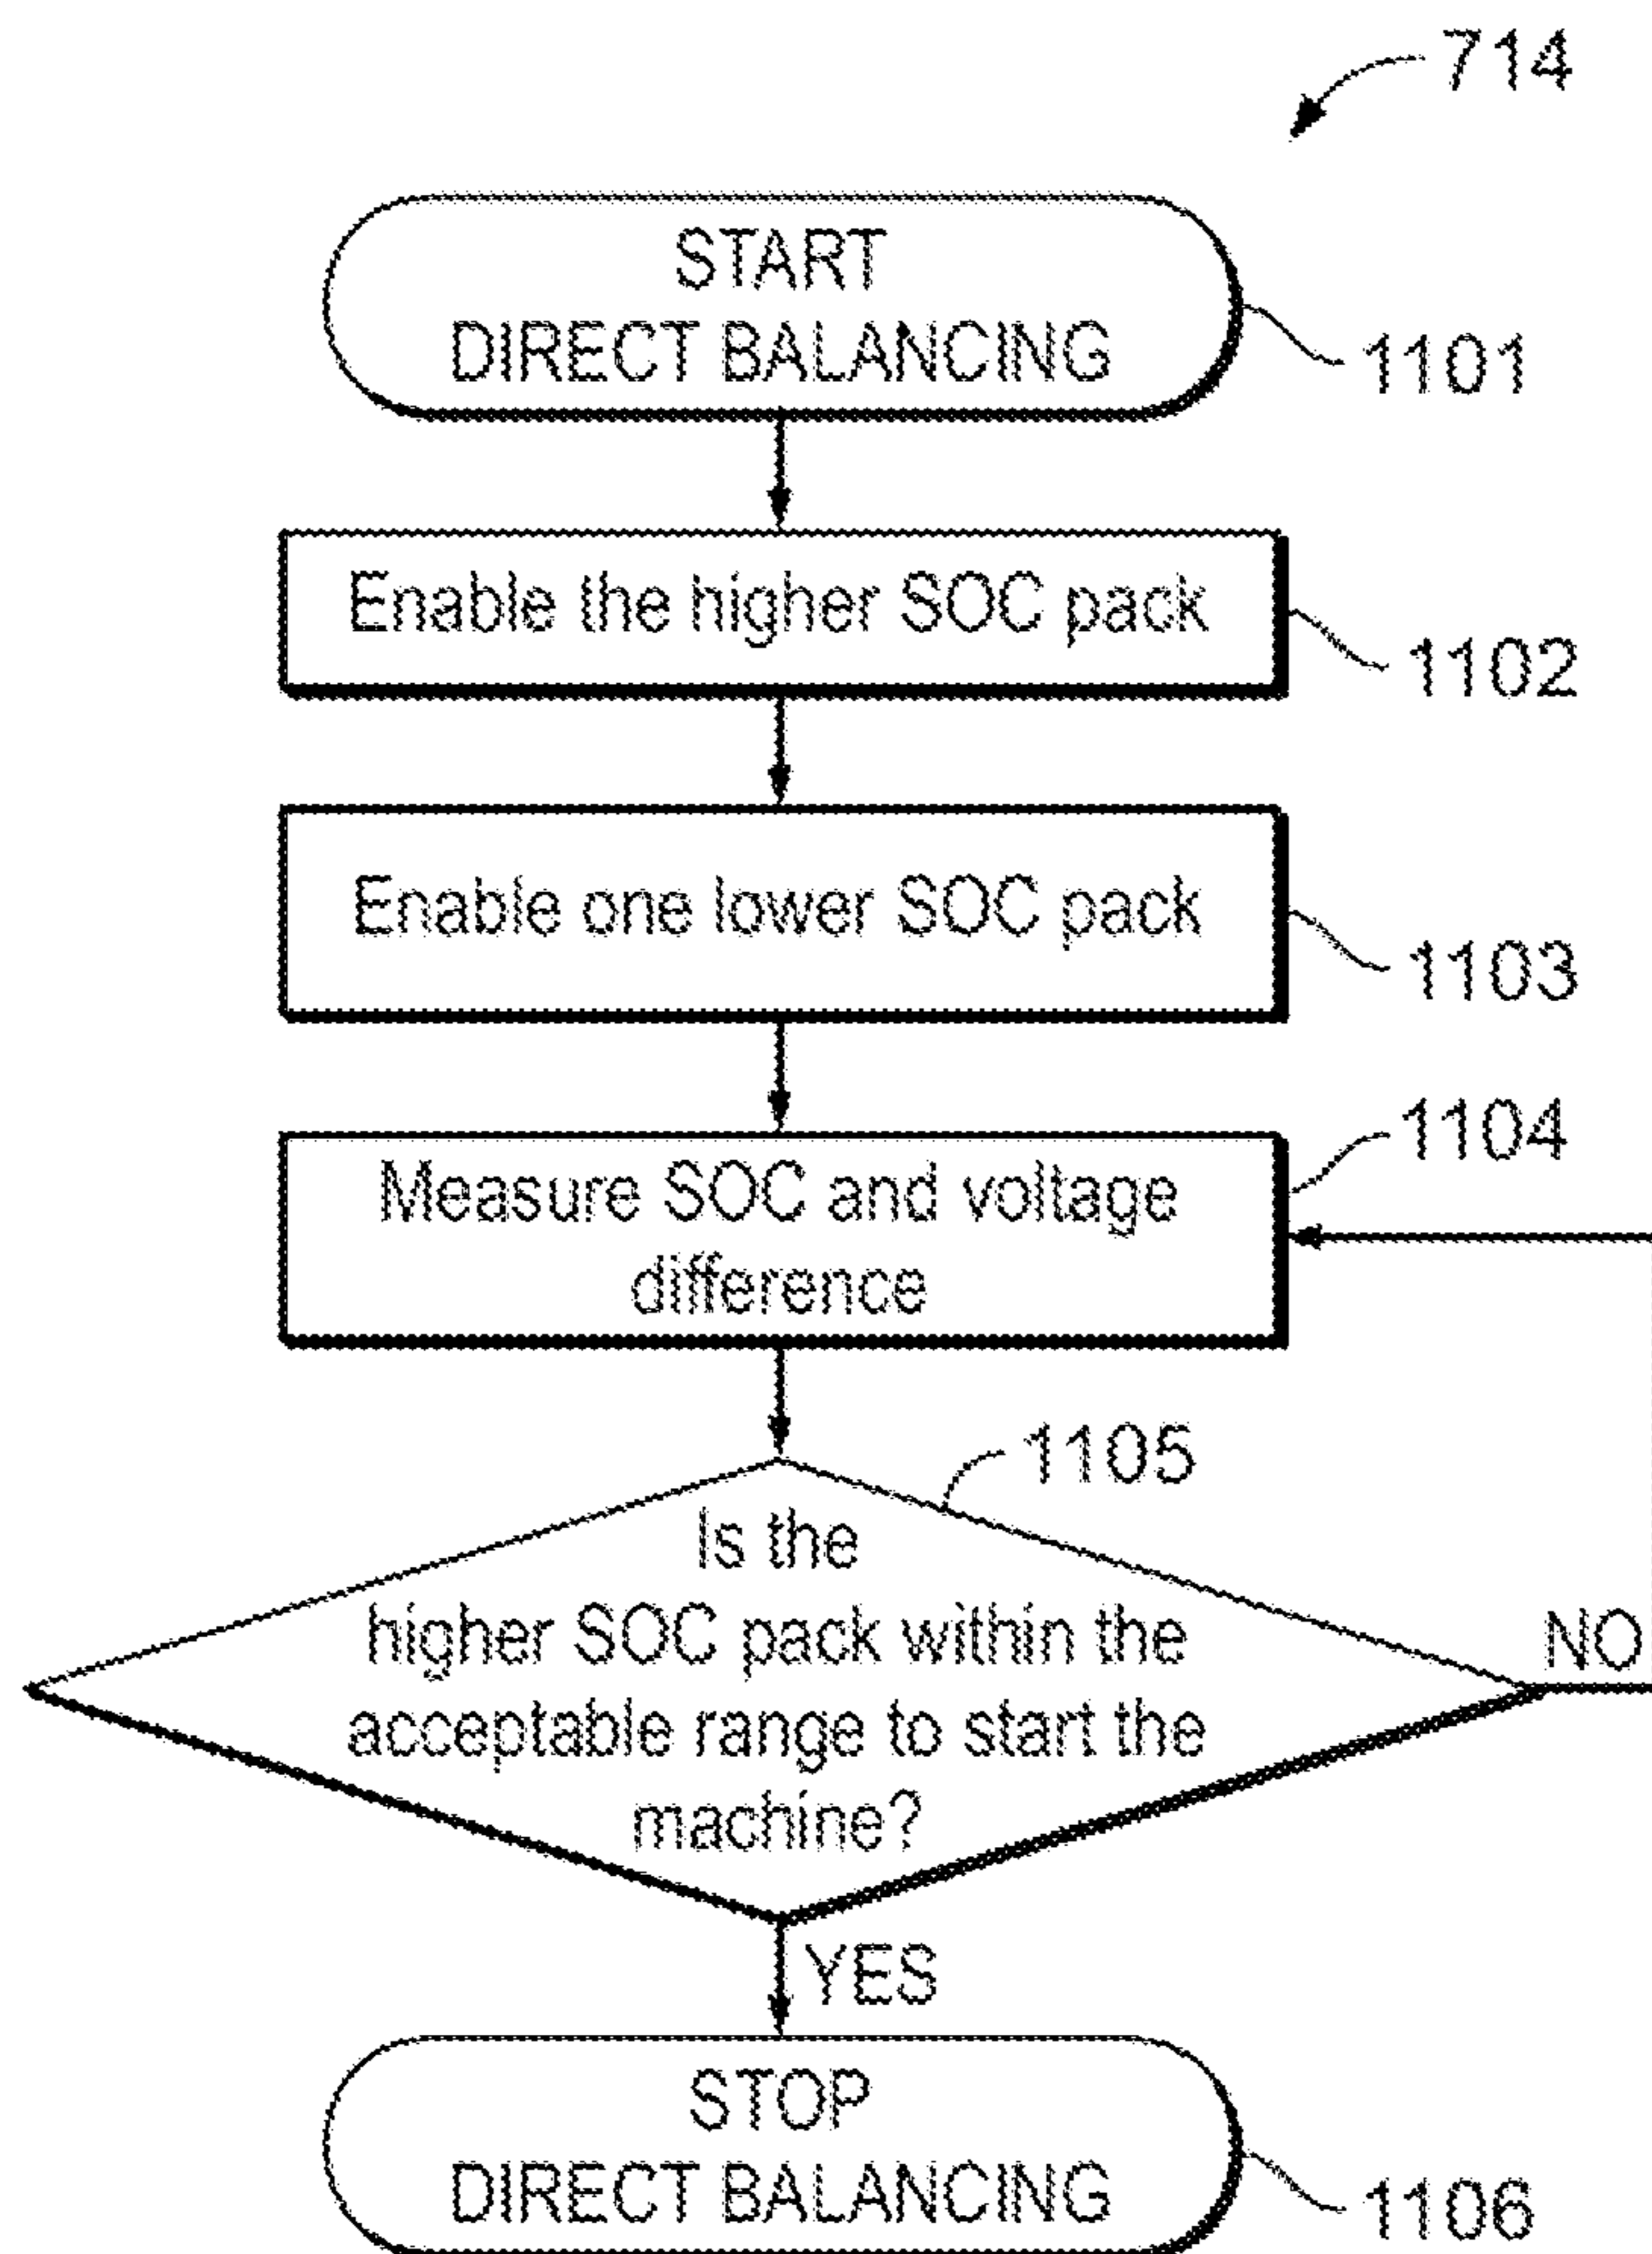 714
START
DIRECT BALANCING
1101
Enable the higher SOC pack
1102
Enable one lower SOC pack
1103
1104
Measure SOC and voltage
difference
1105
Is the
higher SOC pack within the
acceptable range to start the
machine?
NO
YES
STOP
DIRECT BALANCING
1106